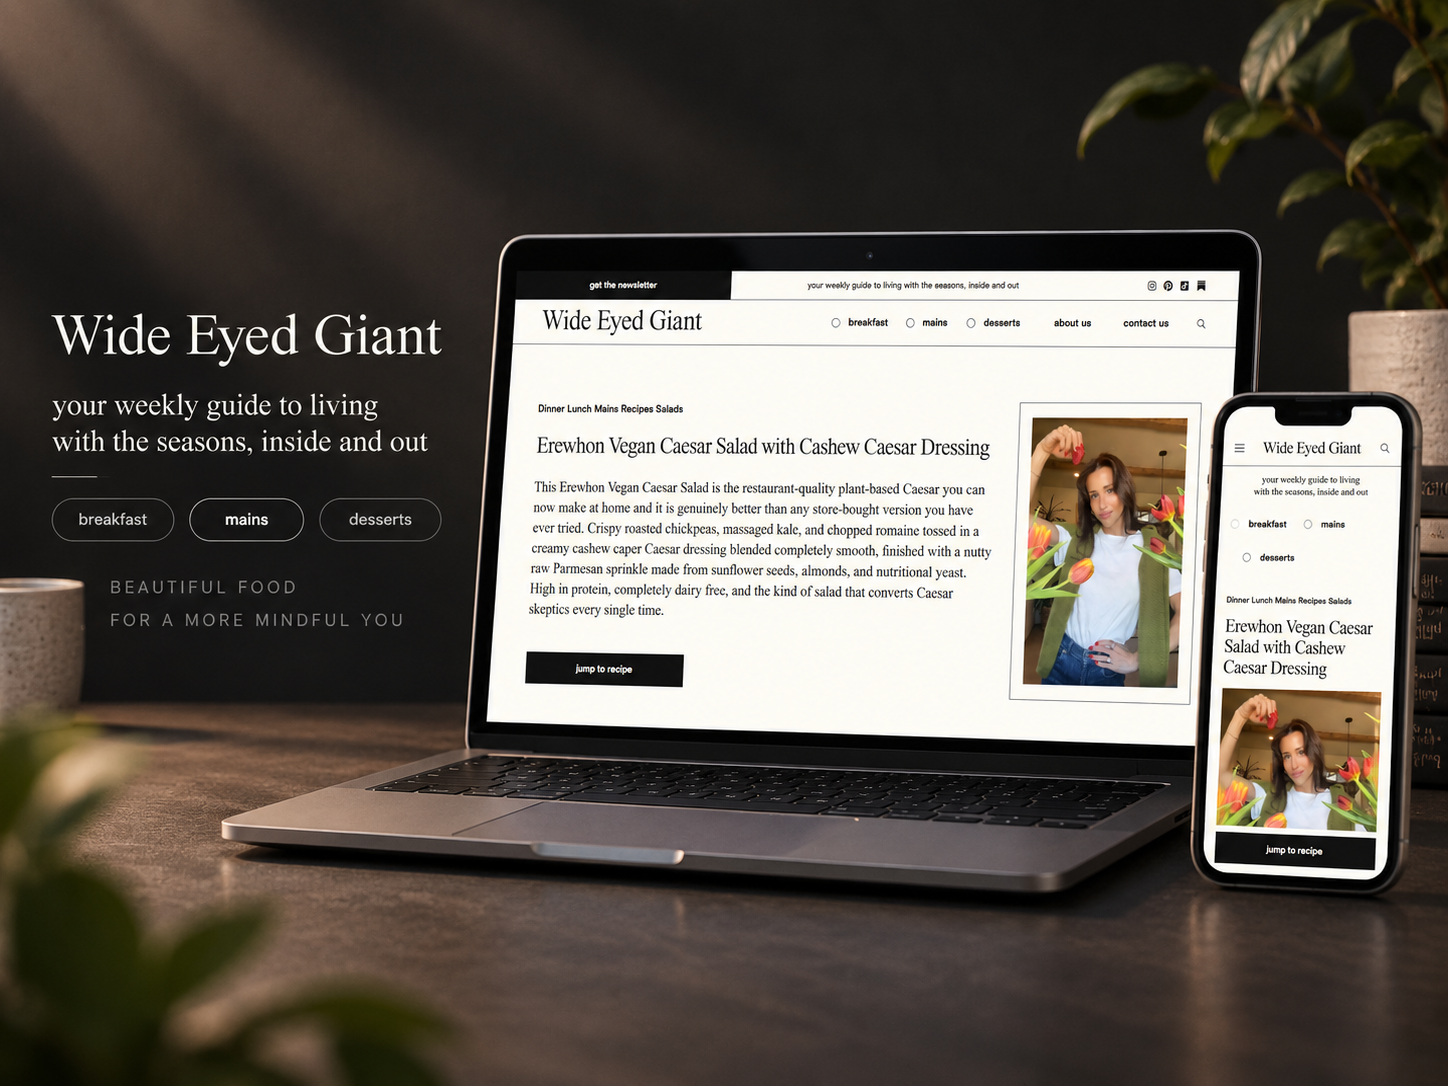 Wide Eyed Giant
your weekly guide to living
with the seasons, inside and out
breakfast
mains
desserts
BEAUTIFUL FOOD
FOR A MORE MINDFUL YOU
get the newsletter
your weekly guide to living with the seasons, inside and out
Wide Eyed Giant
breakfast
mains
desserts
about us
contact us
Dinner Lunch Mains Recipes Salads
Erewhon Vegan Caesar Salad with Cashew Caesar Dressing
This Erewhon Vegan Caesar Salad is the restaurant-quality plant-based Caesar you can
now make at home and it is genuinely better than any store-bought version you have
ever tried. Crispy roasted chickpeas, massaged kale, and chopped romaine tossed in a
creamy cashew caper Caesar dressing blended completely smooth, finished with a nutty
raw Parmesan sprinkle made from sunflower seeds, almonds, and nutritional yeast.
High in protein, completely dairy free, and the kind of salad that converts Caesar
skeptics every single time.
jump to recipe
Wide Eyed Giant
your weekly guide to living
with the seasons, inside and out
breakfast
mains
desserts
Dinner Lunch Mains Recipes Salads
Erewhon Vegan Caesar
Salad with Cashew
Caesar Dressing
jump to recipe